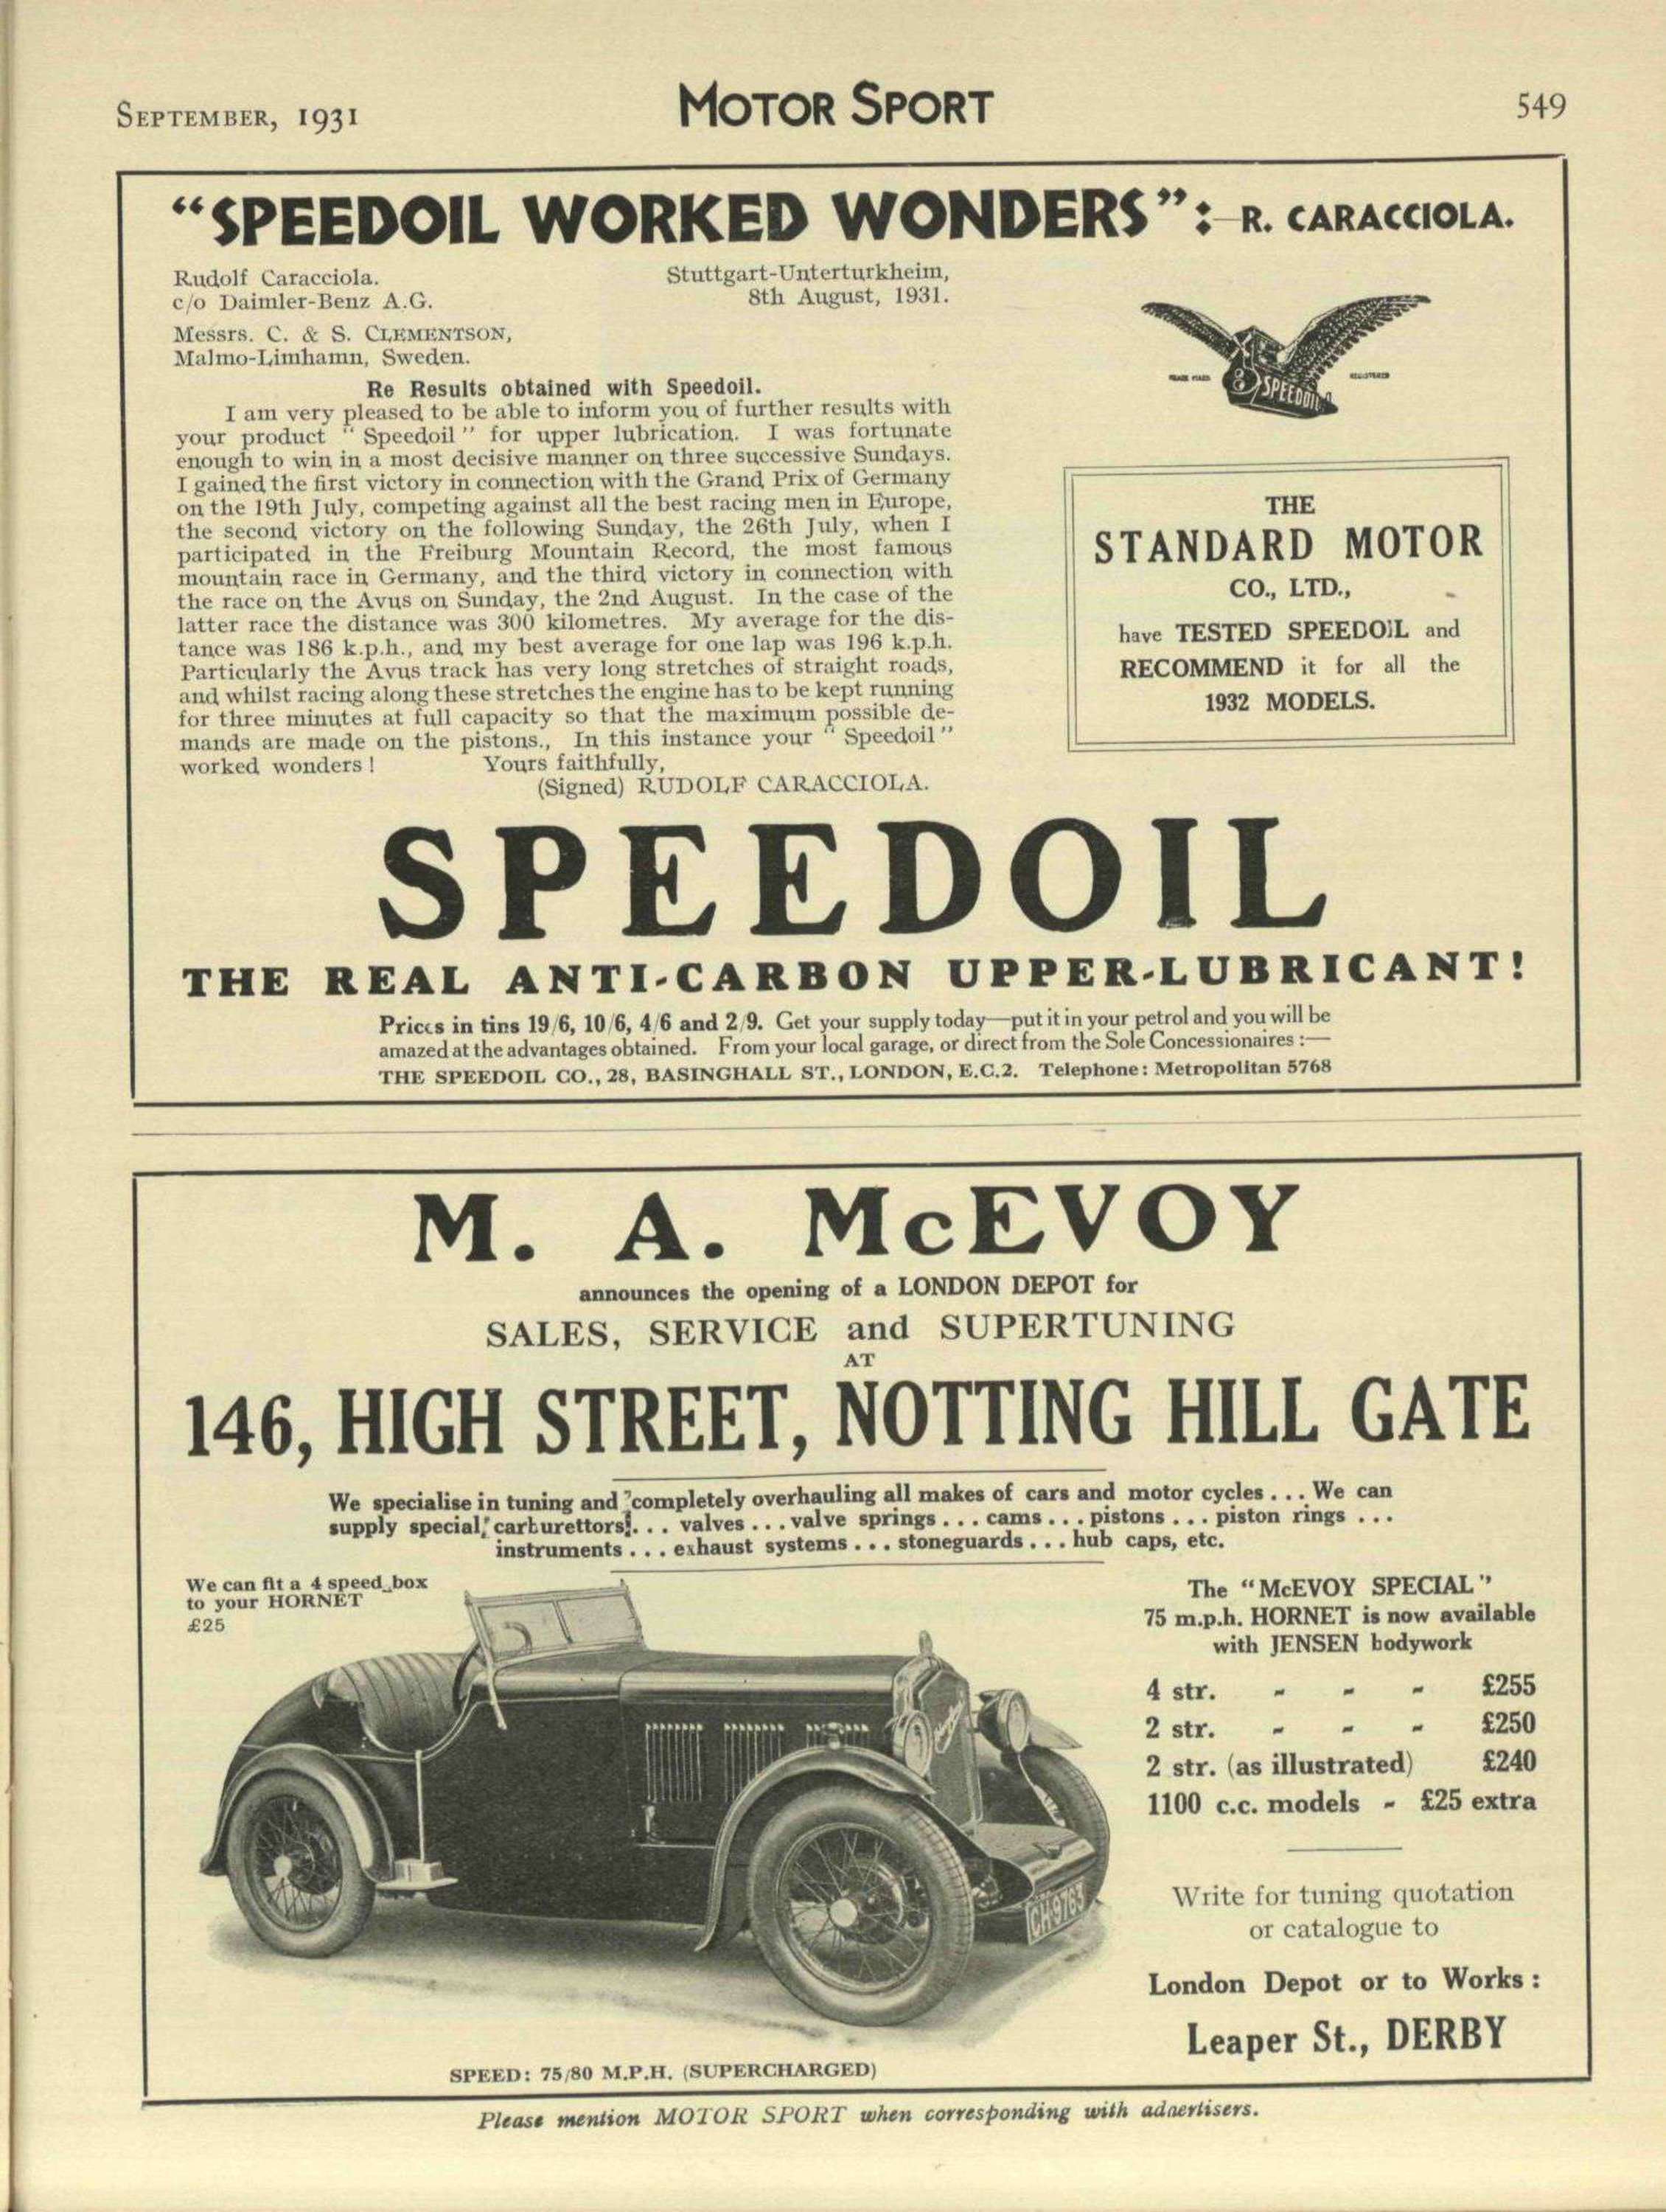 SEPTEMBER, 1931
MOTOR SPORT
549
"SPEEDOIL WORKED WONDERS":-R. CARACCIOLA.
Rudolf Caracciola.
c/o Daimler-Benz A.G.
Stuttgart-Unterturkheim,
8th August, 1931.
Messrs. C. & S. CLEMENTSON,
Malmo-Limhamn, Sweden.
Re Results obtained with Speedoil.
I am very pleased to be able to inform you of further results with
your product " Speedoil " for upper lubrication. I was fortunate
enough to win in a most decisive manner on three successive Sundays.
I gained the first victory in connection with the Grand Prix of Germany
on the 19th July, competing against all the best racing men in Europe,
the second victory on the following Sunday, the 26th July, when I
participated in the Freiburg Mountain Record, the most famous
mountain race in Germany, and the third victory in connection with
the race on the Avus on Sunday, the 2nd August. In the case of the
latter race the distance was 300 kilometres. My average for the dis-
tance was 186 k.p.h., and my best average for one lap was 196 k.p.h.
Particularly the Avus track has very long stretches of straight roads,
and whilst racing along these stretches the engine has to be kept running
for three minutes at full capacity so that the maximum possible de-
mands are made on the pistons., In this instance your " Speedoil "
worked wonders !
Yours faithfully,
(Signed) RUDOLF CARACCIOLA.
TRADE MARK
REGISTERED
SPEEDOIL
THE
STANDARD MOTOR
CO., LTD.,
have TESTED SPEEDOIL and
RECOMMEND it for all the
1932 MODELS.
SPEEDOIL
THE REAL ANTI-CARBON UPPER-LUBRICANT!
Prices in tins 19/6, 10/6, 4/6 and 2/9. Get your supply today—put it in your petrol and you will be
amazed at the advantages obtained. From your local garage, or direct from the Sole Concessionaires :—
THE SPEEDOIL CO., 28, BASINGHALL ST., LONDON, E.C.2. Telephone: Metropolitan 5768
M. A. McEVOY
announces the opening of a LONDON DEPOT for
SALES, SERVICE and SUPERTUNING
AT
146, HIGH STREET, NOTTING HILL GATE
We specialise in tuning and completely overhauling all makes of cars and motor cycles . . . We can
supply special carburettors . . . valves . . . valve springs . . . cams . . . pistons . . . piston rings . . .
instruments . . . exhaust systems . . . stoneguards . . . hub caps, etc.
We can fit a 4 speed box
to your HORNET
£25
The "McEVOY SPECIAL"
75 m.p.h. HORNET is now available
with JENSEN bodywork
4 str. - - - £255
2 str. - - - £250
2 str. (as illustrated) £240
1100 c.c. models - £25 extra
Write for tuning quotation
or catalogue to
London Depot or to Works :
Leaper St., DERBY
CH 9763
SPEED: 75/80 M.P.H. (SUPERCHARGED)
Please mention MOTOR SPORT when corresponding with advertisers.